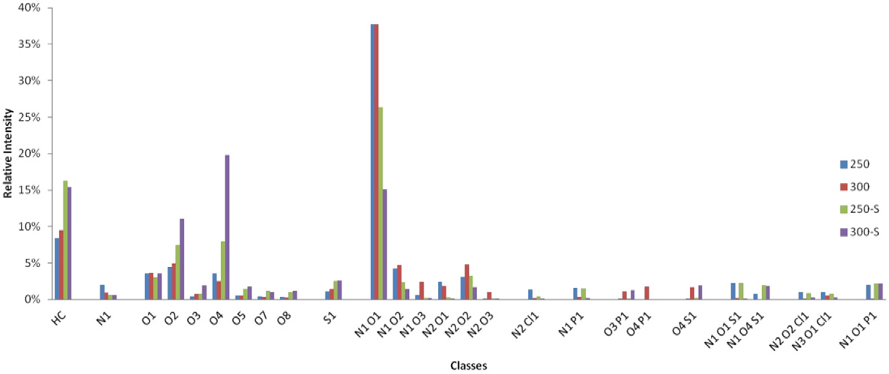 40%
35%
30%
25%
20%
15%
10%
5%
0%
Relative Intensity
HC
N1
O1
O2
O3
O4
O5
O7
O8
S1
N1 O1
N1 O2
N1 O3
N2 O1
N2 O2
N2 O3
N2 Cl1
N1 P1
O3 P1
O4 P1
O4 S1
N1 O1 S1
N1 O4 S1
N2 O2 Cl1
N3 O1 Cl1
N1 O1 P1
Classes
250
300
250-S
300-S